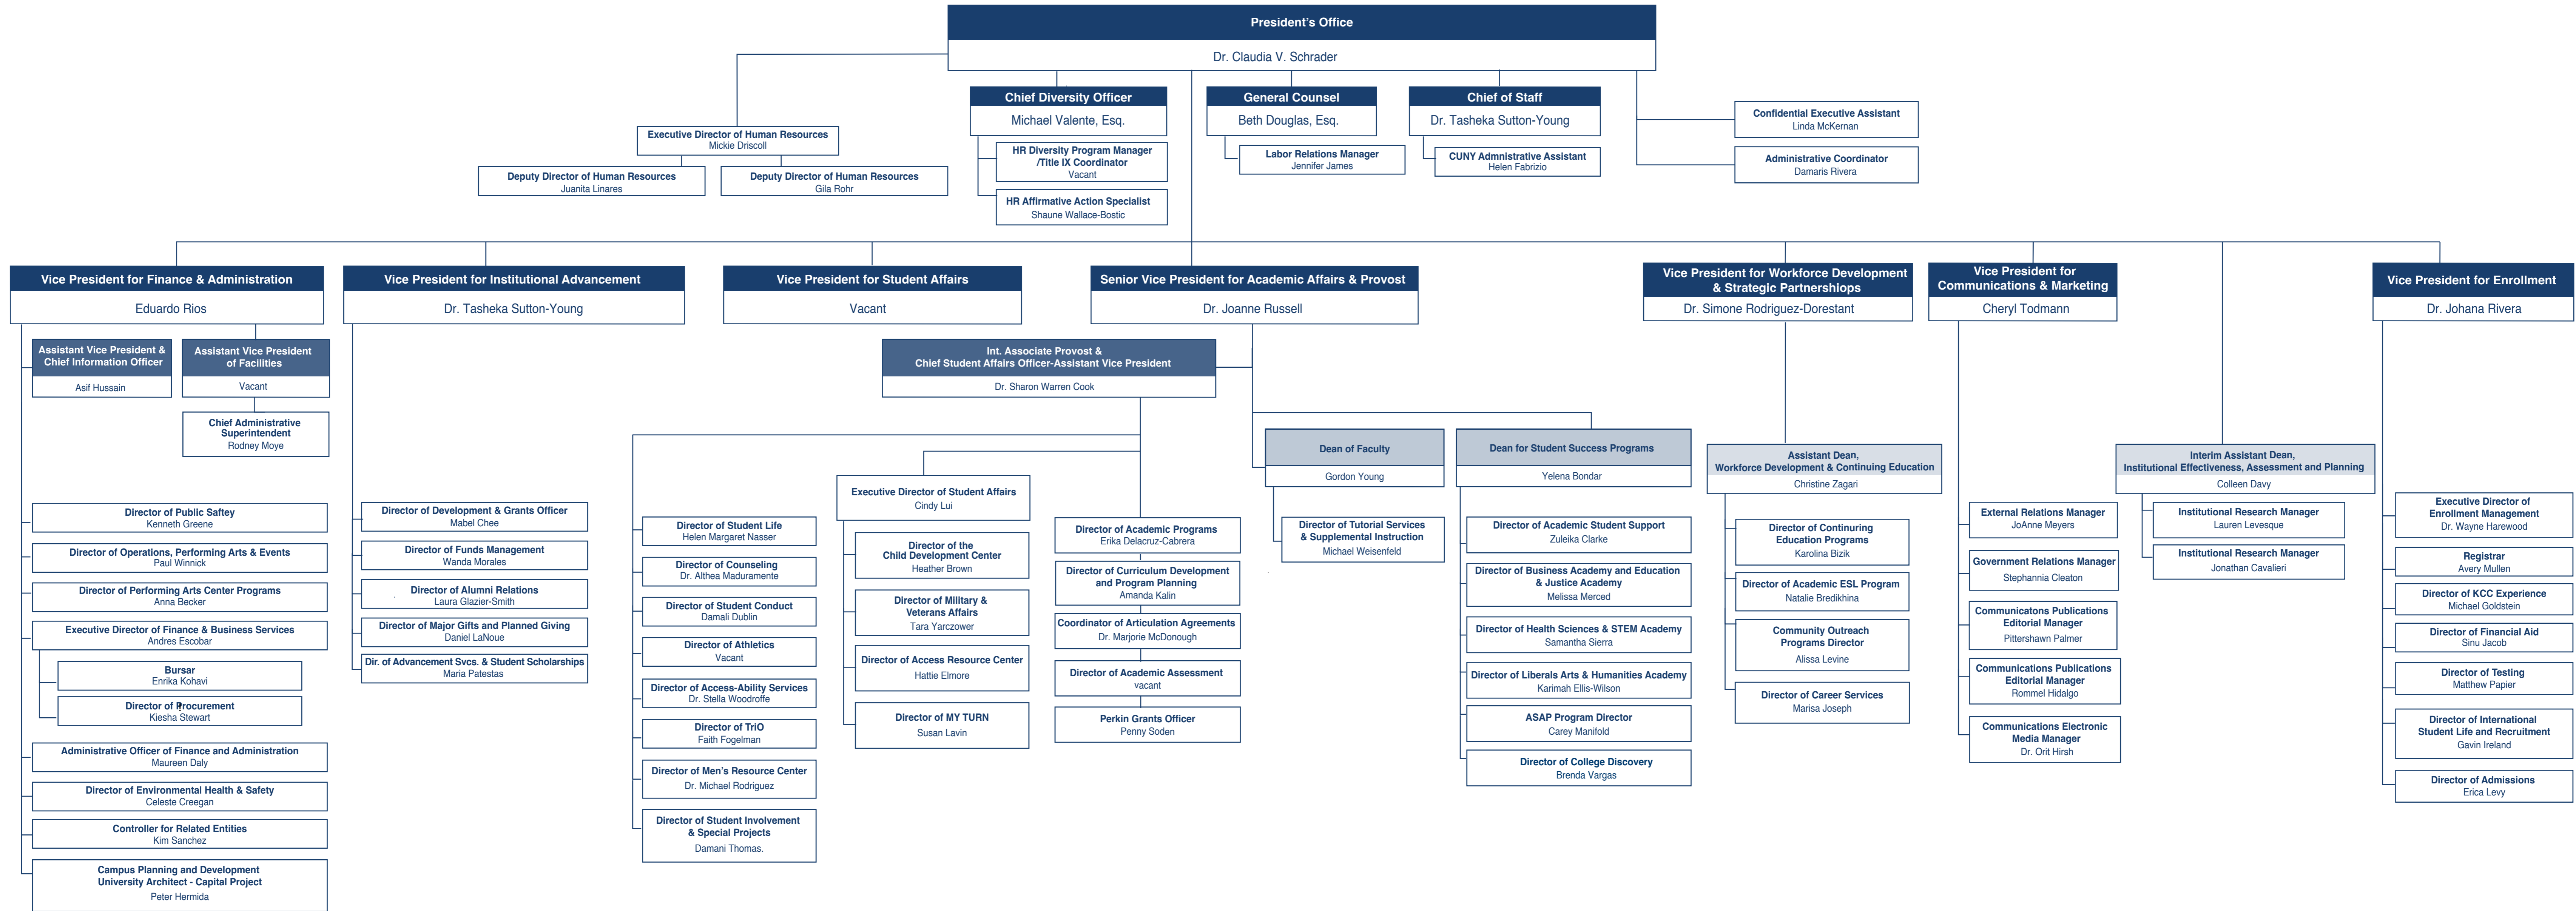 President's Office
Dr. Claudia V. Schrader
Executive Director of Human Resources
Mickie Driscoll
Deputy Director of Human Resources
Juanita Linares
Deputy Director of Human Resources
Gila Rohr
Chief Diversity Officer
Michael Valente, Esq.
HR Diversity Program Manager
/Title IX Coordinator
Vacant
HR Affirmative Action Specialist
Shaune Wallace-Bostic
General Counsel
Beth Douglas, Esq.
Labor Relations Manager
Jennifer James
Chief of Staff
Dr. Tasheka Sutton-Young
CUNY Admnistrative Assistant
Helen Fabrizio
Confidential Executive Assistant
Linda McKernan
Administrative Coordinator
Damaris Rivera
Vice President for Finance & Administration
Eduardo Rios
Assistant Vice President &
Chief Information Officer
Asif Hussain
Assistant Vice President
of Facilities
Vacant
Chief Administrative
Superintendent
Rodney Moye
Director of Public Saftey
Kenneth Greene
Director of Operations, Performing Arts & Events
Paul Winnick
Director of Performing Arts Center Programs
Anna Becker
Executive Director of Finance & Business Services
Andres Escobar
Bursar
Enrika Kohavi
Director of Procurement
Kiesha Stewart
Administrative Officer of Finance and Administration
Maureen Daly
Director of Environmental Health & Safety
Celeste Creegan
Controller for Related Entities
Kim Sanchez
Campus Planning and Development
University Architect - Capital Project
Peter Hermida
Vice President for Institutional Advancement
Dr. Tasheka Sutton-Young
Director of Development & Grants Officer
Mabel Chee
Director of Funds Management
Wanda Morales
Director of Alumni Relations
Laura Glazier-Smith
Director of Major Gifts and Planned Giving
Daniel LaNoue
Dir. of Advancement Svcs. & Student Scholarships
Maria Patestas
Vice President for Student Affairs
Vacant
Senior Vice President for Academic Affairs & Provost
Dr. Joanne Russell
Int. Associate Provost &
Chief Student Affairs Officer-Assistant Vice President
Dr. Sharon Warren Cook
Director of Student Life
Helen Margaret Nasser
Director of Counseling
Dr. Althea Maduramente
Director of Student Conduct
Damali Dublin
Director of Athletics
Vacant
Director of Access-Ability Services
Dr. Stella Woodroffe
Director of TriO
Faith Fogelman
Director of Men's Resource Center
Dr. Michael Rodriguez
Director of Student Involvement
& Special Projects
Damani Thomas.
Executive Director of Student Affairs
Cindy Lui
Director of the
Child Development Center
Heather Brown
Director of Military &
Veterans Affairs
Tara Yarczower
Director of Access Resource Center
Hattie Elmore
Director of MY TURN
Susan Lavin
Director of Academic Programs
Erika Delacruz-Cabrera
Director of Curriculum Development
and Program Planning
Amanda Kalin
Coordinator of Articulation Agreements
Dr. Marjorie McDonough
Director of Academic Assessment
vacant
Perkin Grants Officer
Penny Soden
Dean of Faculty
Gordon Young
Director of Tutorial Services
& Supplemental Instruction
Michael Weisenfeld
Dean for Student Success Programs
Yelena Bondar
Director of Academic Student Support
Zuleika Clarke
Director of Business Academy and Education
& Justice Academy
Melissa Merced
Director of Health Sciences & STEM Academy
Samantha Sierra
Director of Liberals Arts & Humanities Academy
Karimah Ellis-Wilson
ASAP Program Director
Carey Manifold
Director of College Discovery
Brenda Vargas
Vice President for Workforce Development
& Strategic Partnershiops
Dr. Simone Rodriguez-Dorestant
Assistant Dean,
Workforce Development & Continuing Education
Christine Zagari
Director of Continuing
Education Programs
Karolina Bizik
Director of Academic ESL Program
Natalie Bredikhina
Community Outreach
Programs Director
Alissa Levine
Director of Career Services
Marisa Joseph
Vice President for
Communications & Marketing
Cheryl Todmann
External Relations Manager
JoAnne Meyers
Government Relations Manager
Stephannia Cleaton
Communicatons Publications
Editorial Manager
Pittershawn Palmer
Communications Publications
Editorial Manager
Rommel Hidalgo
Communications Electronic
Media Manager
Dr. Orit Hirsh
Interim Assistant Dean,
Institutional Effectiveness, Assessment and Planning
Colleen Davy
Institutional Research Manager
Lauren Levesque
Institutional Research Manager
Jonathan Cavalieri
Vice President for Enrollment
Dr. Johana Rivera
Executive Director of
Enrollment Management
Dr. Wayne Harewood
Registrar
Avery Mullen
Director of KCC Experience
Michael Goldstein
Director of Financial Aid
Sinu Jacob
Director of Testing
Matthew Papier
Director of International
Student Life and Recruitment
Gavin Ireland
Director of Admissions
Erica Levy